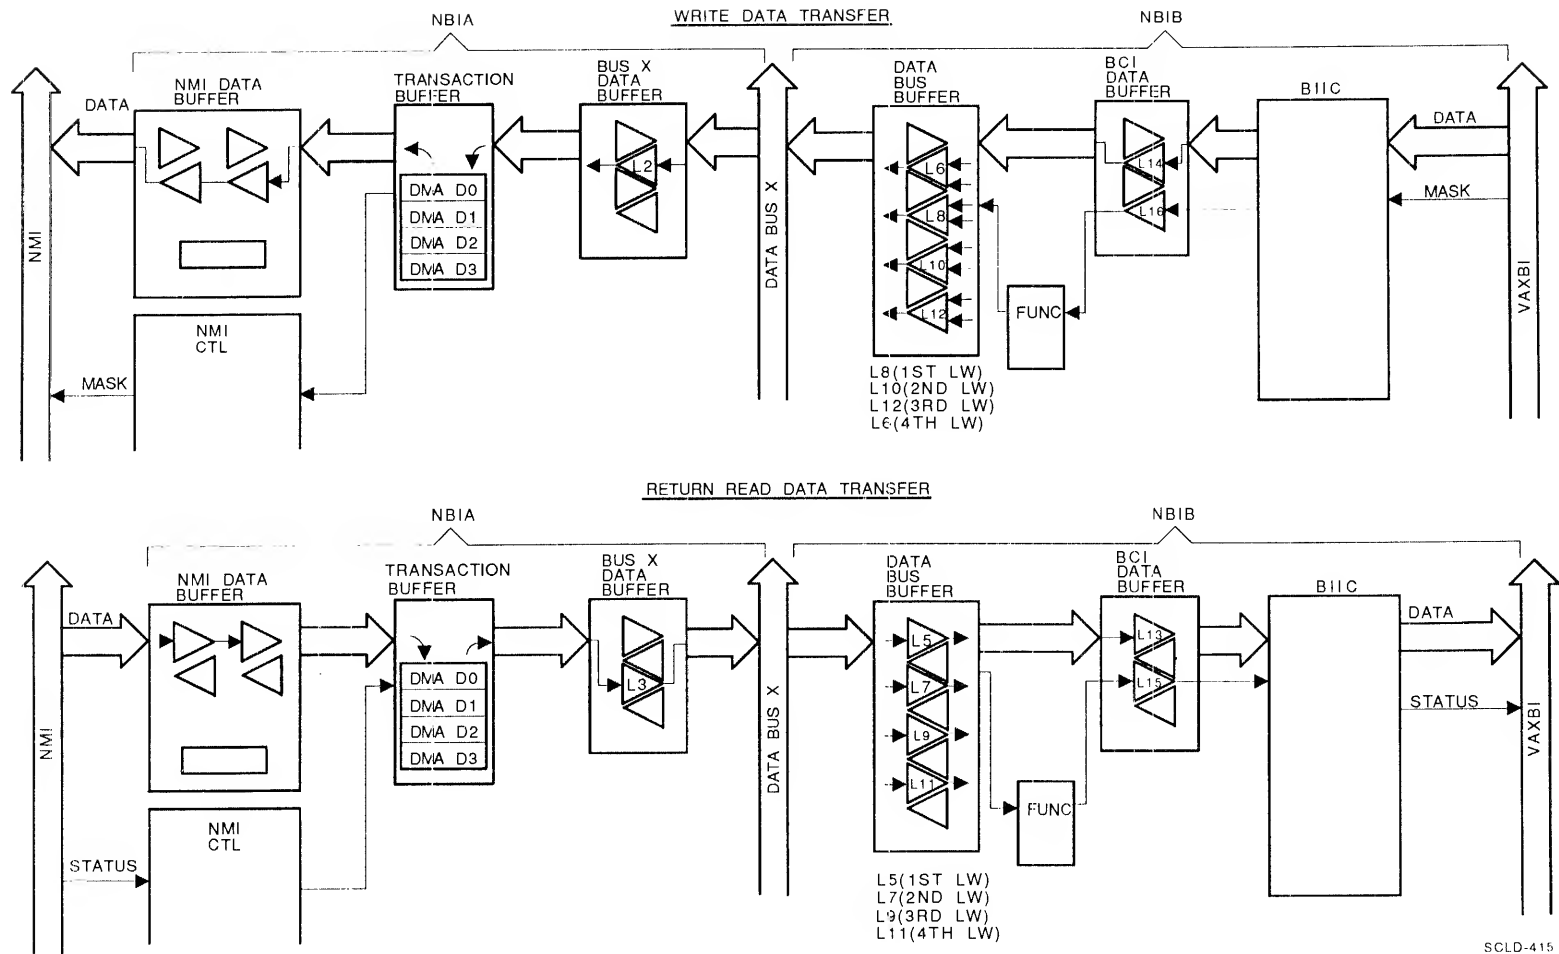 WRITE DATA TRANSFER
NBIA
NBIB
NMI DATA
BUFFER
TRANSACTION
BUFFER
BUS X
DATA
BUFFER
DATA
BUS
BUFFER
BCI
DATA
BUFFER
BIIC
DATA
DATA
MASK
NMI
L2
DMA D0
DMA D1
DMA D2
DMA D3
DATA BUS X
L6
L8
L10
L12
L14
L16
FUNC
VAXBI
NMI
CTL
MASK
L8(1ST LW)
L10(2ND LW)
L12(3RD LW)
L6(4TH LW)
RETURN READ DATA TRANSFER
NBIA
NBIB
NMI DATA
BUFFER
TRANSACTION
BUFFER
BUS X
DATA
BUFFER
DATA
BUS
BUFFER
BCI
DATA
BUFFER
BIIC
DATA
DATA
STATUS
NMI
L3
DMA D0
DMA D1
DMA D2
DMA D3
DATA BUS X
L5
L7
L9
L11
L13
L15
FUNC
VAXBI
NMI
CTL
STATUS
L5(1ST LW)
L7(2ND LW)
L9(3RD LW)
L11(4TH LW)
SCLD-415